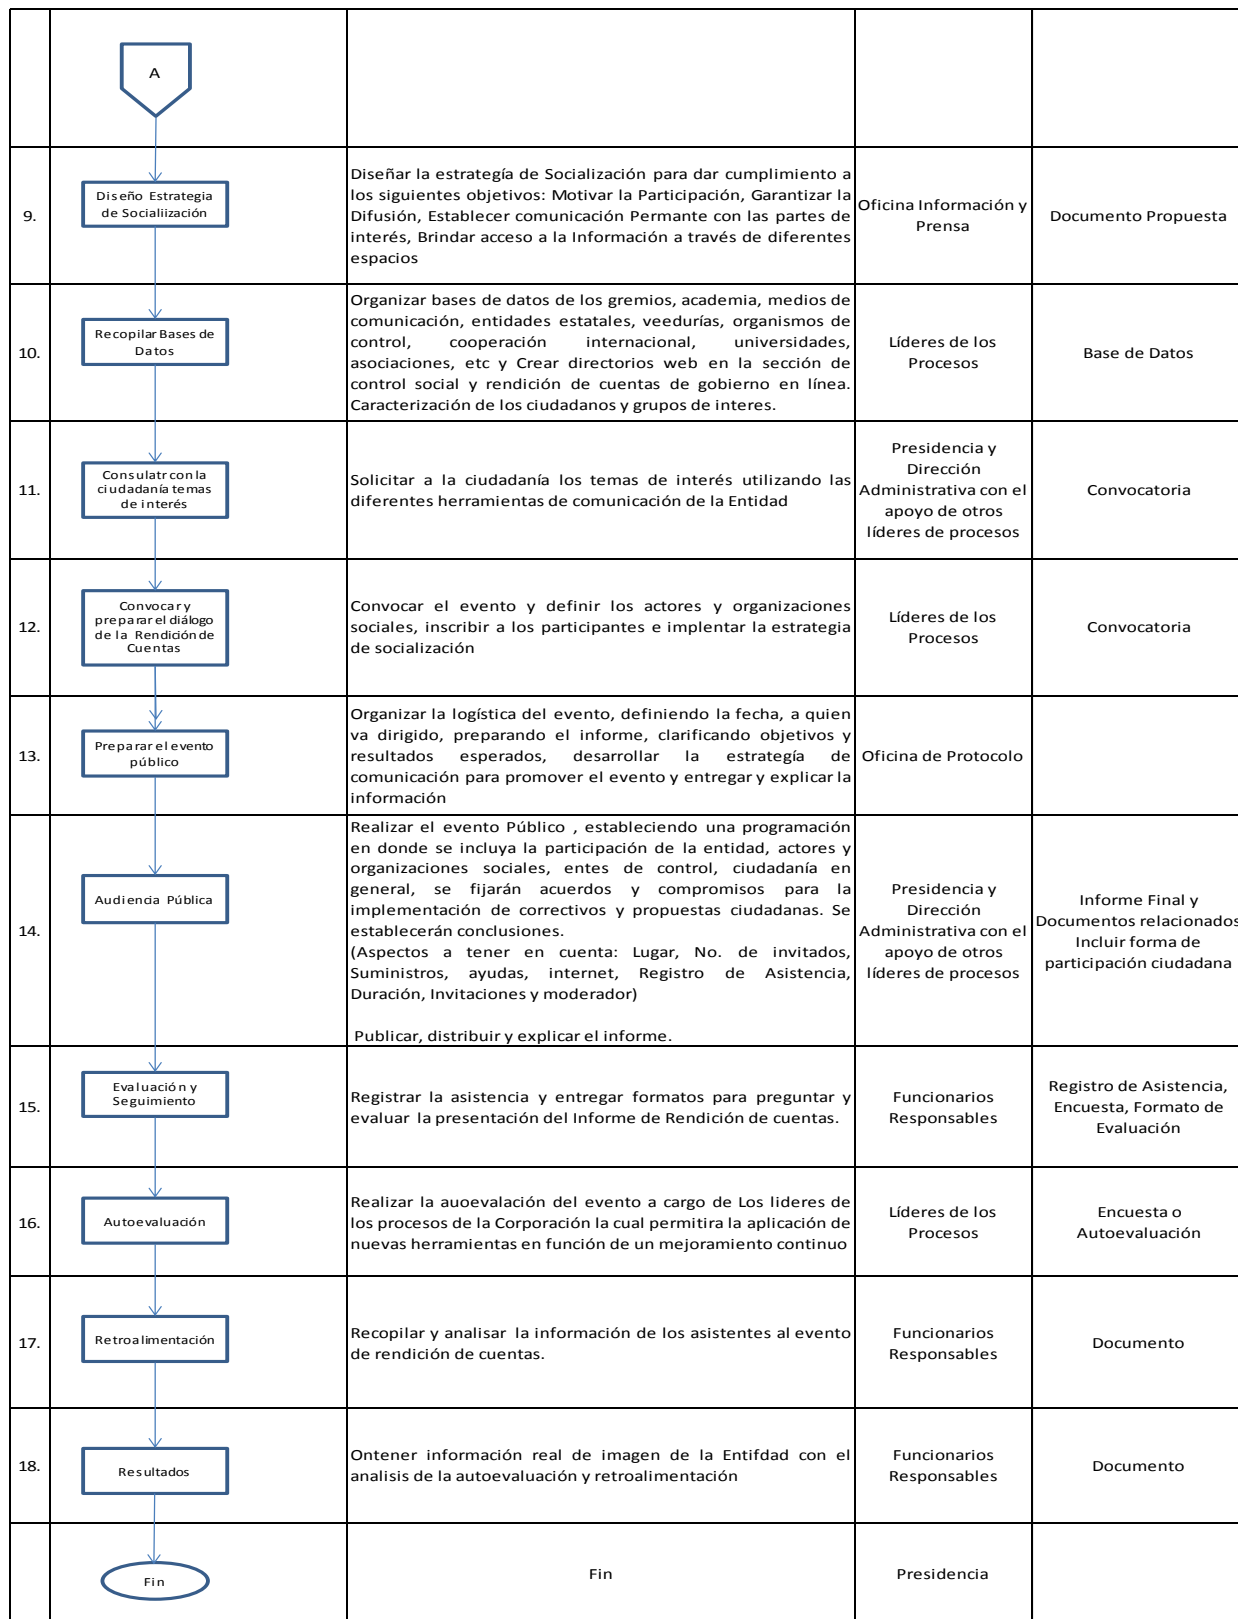 A
9.
Diseño Estrategia
de Socialiización
Diseñar la estrategía de Socialización para dar cumplimiento a
los siguientes objetivos: Motivar la Participación, Garantizar la
Difusión, Establecer comunicación Permante con las partes de
interés, Brindar acceso a la Información a través de diferentes
espacios
Oficina Información y
Prensa
Documento Propuesta
10.
Recopilar Bases de
Datos
Organizar bases de datos de los gremios, academia, medios de
comunicación, entidades estatales, veedurías, organismos de
control, cooperación internacional, universidades,
asociaciones, etc y Crear directorios web en la sección de
control social y rendición de cuentas de gobierno en línea.
Caracterización de los ciudadanos y grupos de interes.
Líderes de los
Procesos
Base de Datos
11.
Consulatr con la
ciudadanía temas
de interés
Solicitar a la ciudadanía los temas de interés utilizando las
diferentes herramientas de comunicación de la Entidad
Presidencia y
Dirección
Administrativa con el
apoyo de otros
líderes de procesos
Convocatoria
12.
Convocar y
preparar el diálogo
de la Rendición de
Cuentas
Convocar el evento y definir los actores y organizaciones
sociales, inscribir a los participantes e implentar la estrategia
de socialización
Líderes de los
Procesos
Convocatoria
13.
Preparar el evento
público
Organizar la logística del evento, definiendo la fecha, a quien
va dirigido, preparando el informe, clarificando objetivos y
resultados esperados, desarrollar la estrategía de
comunicación para promover el evento y entregar y explicar la
información
Oficina de Protocolo
14.
Audiencia Pública
Realizar el evento Público , estableciendo una programación
en donde se incluya la participación de la entidad, actores y
organizaciones sociales, entes de control, ciudadanía en
general, se fijarán acuerdos y compromisos para la
implementación de correctivos y propuestas ciudadanas. Se
establecerán conclusiones.
(Aspectos a tener en cuenta: Lugar, No. de invitados,
Suministros, ayudas, internet, Registro de Asistencia,
Duración, Invitaciones y moderador)
Publicar, distribuir y explicar el informe.
Presidencia y
Dirección
Administrativa con el
apoyo de otros
líderes de procesos
Informe Final y
Documentos relacionados
Incluir forma de
participación ciudadana
15.
Evaluación y
Seguimiento
Registrar la asistencia y entregar formatos para preguntar y
evaluar la presentación del Informe de Rendición de cuentas.
Funcionarios
Responsables
Registro de Asistencia,
Encuesta, Formato de
Evaluación
16.
Autoevaluación
Realizar la auoevalación del evento a cargo de Los lideres de
los procesos de la Corporación la cual permitira la aplicación de
nuevas herramientas en función de un mejoramiento continuo
Líderes de los
Procesos
Encuesta o
Autoevaluación
17.
Retroalimentación
Recopilar y analisar la información de los asistentes al evento
de rendición de cuentas.
Funcionarios
Responsables
Documento
18.
Resultados
Ontener información real de imagen de la Entifdad con el
analisis de la autoevaluación y retroalimentación
Funcionarios
Responsables
Documento
Fin
Fin
Presidencia